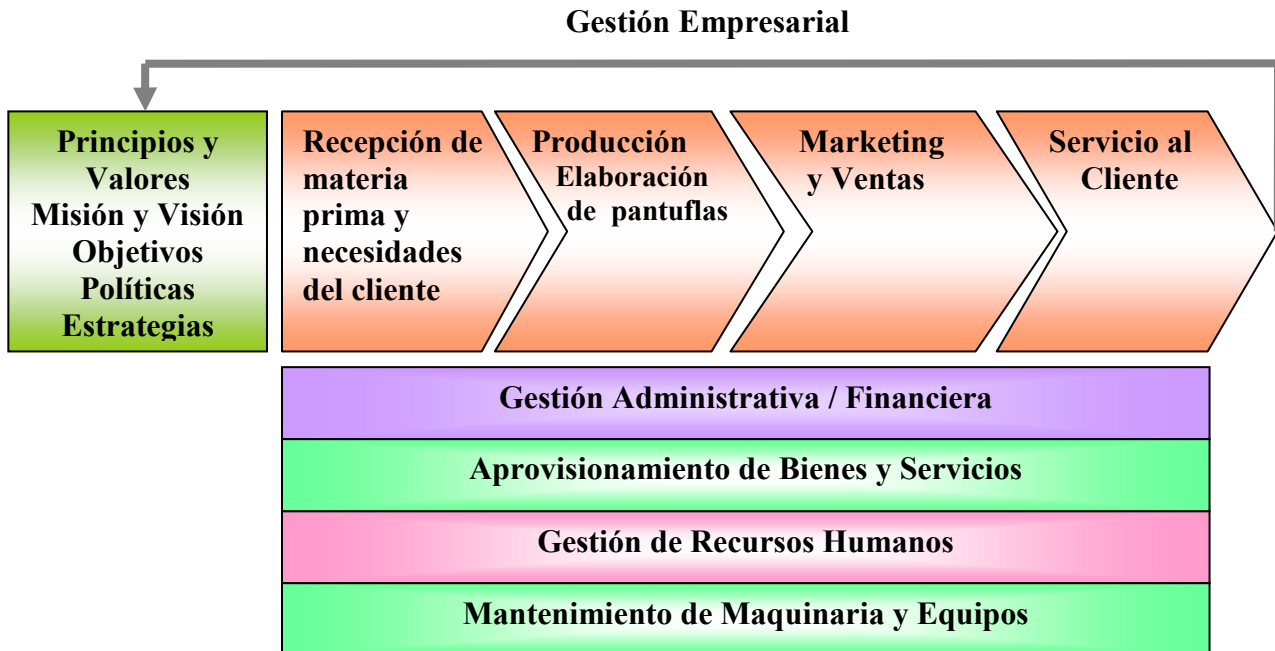 Gestión Empresarial
Principios y
Valores
Misión y Visión
Objetivos
Políticas
Estrategias
Recepción de
materia
prima y
necesidades
del cliente
Producción
Elaboración
de pantuflas
Marketing
y Ventas
Servicio al
Cliente
Gestión Administrativa / Financiera
Aprovisionamiento de Bienes y Servicios
Gestión de Recursos Humanos
Mantenimiento de Maquinaria y Equipos